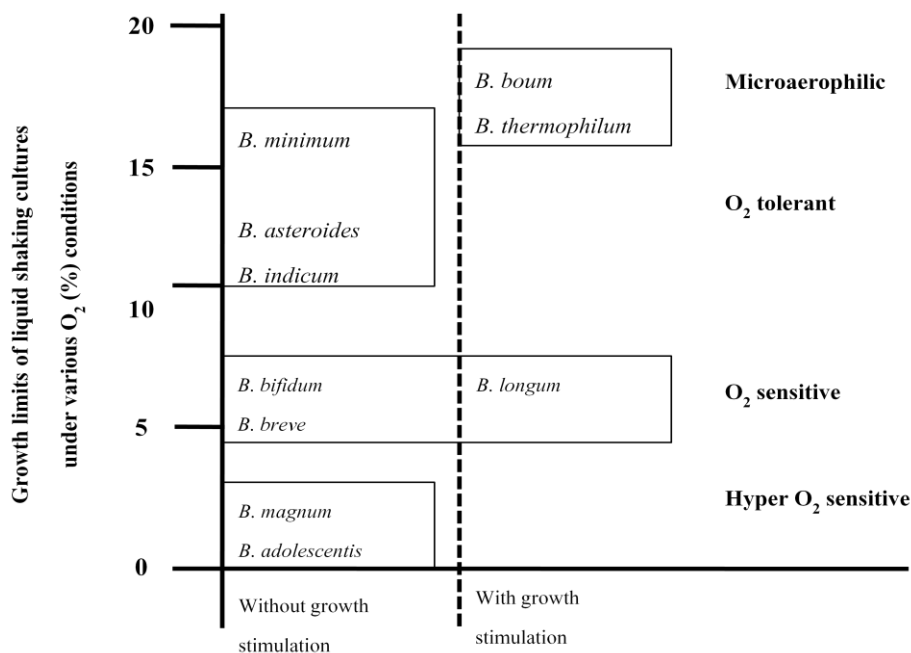 Growth limits of liquid shaking cultures
under various O₂ (%) conditions
20
15
10
5
0
B. boum
B. thermophilum
Microaerophilic
B. minimum
B. asteroides
B. indicum
O₂ tolerant
B. bifidum
B. breve
B. longum
O₂ sensitive
B. magnum
B. adolescentis
Hyper O₂ sensitive
Without growth
stimulation
With growth
stimulation